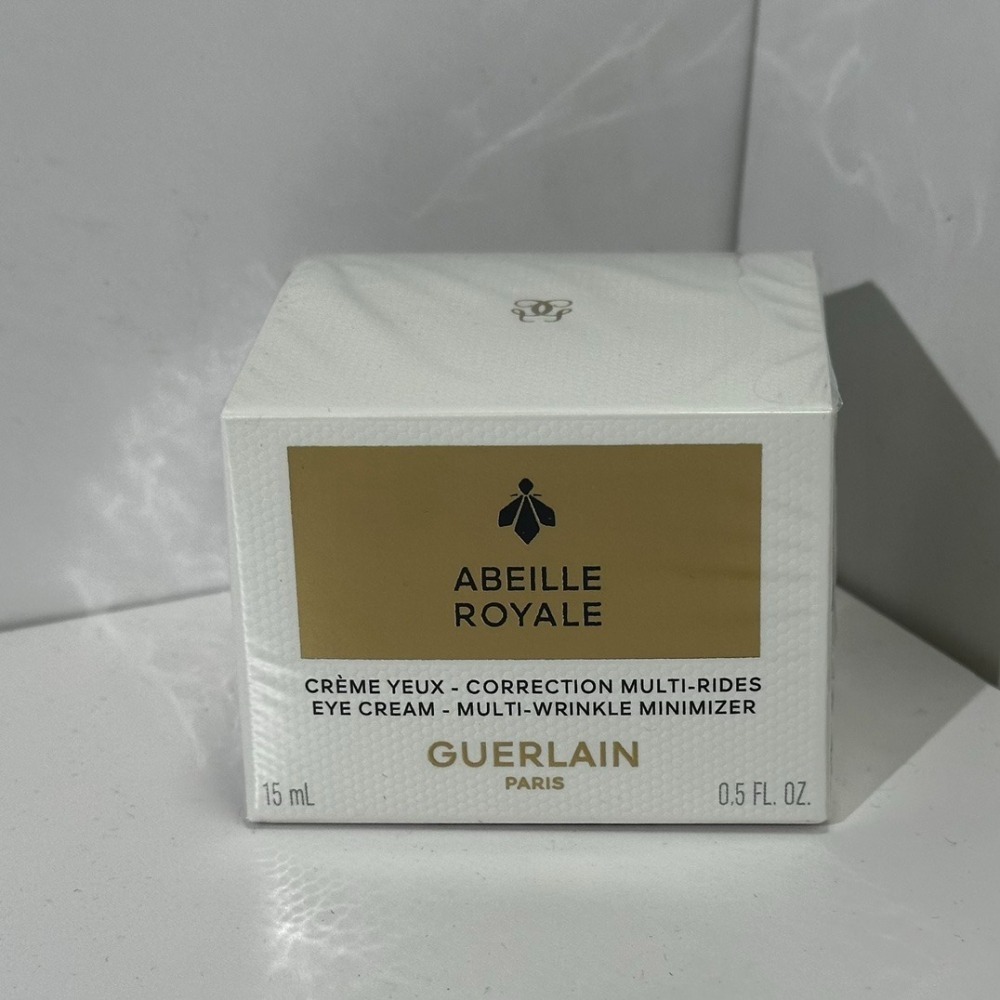 ABEILLE
ROYALE
CRÈME YEUX - CORRECTION MULTI-RIDES
EYE CREAM - MULTI-WRINKLE MINIMIZER
GUERLAIN
PARIS
15 mL
0,5 FL. OZ.